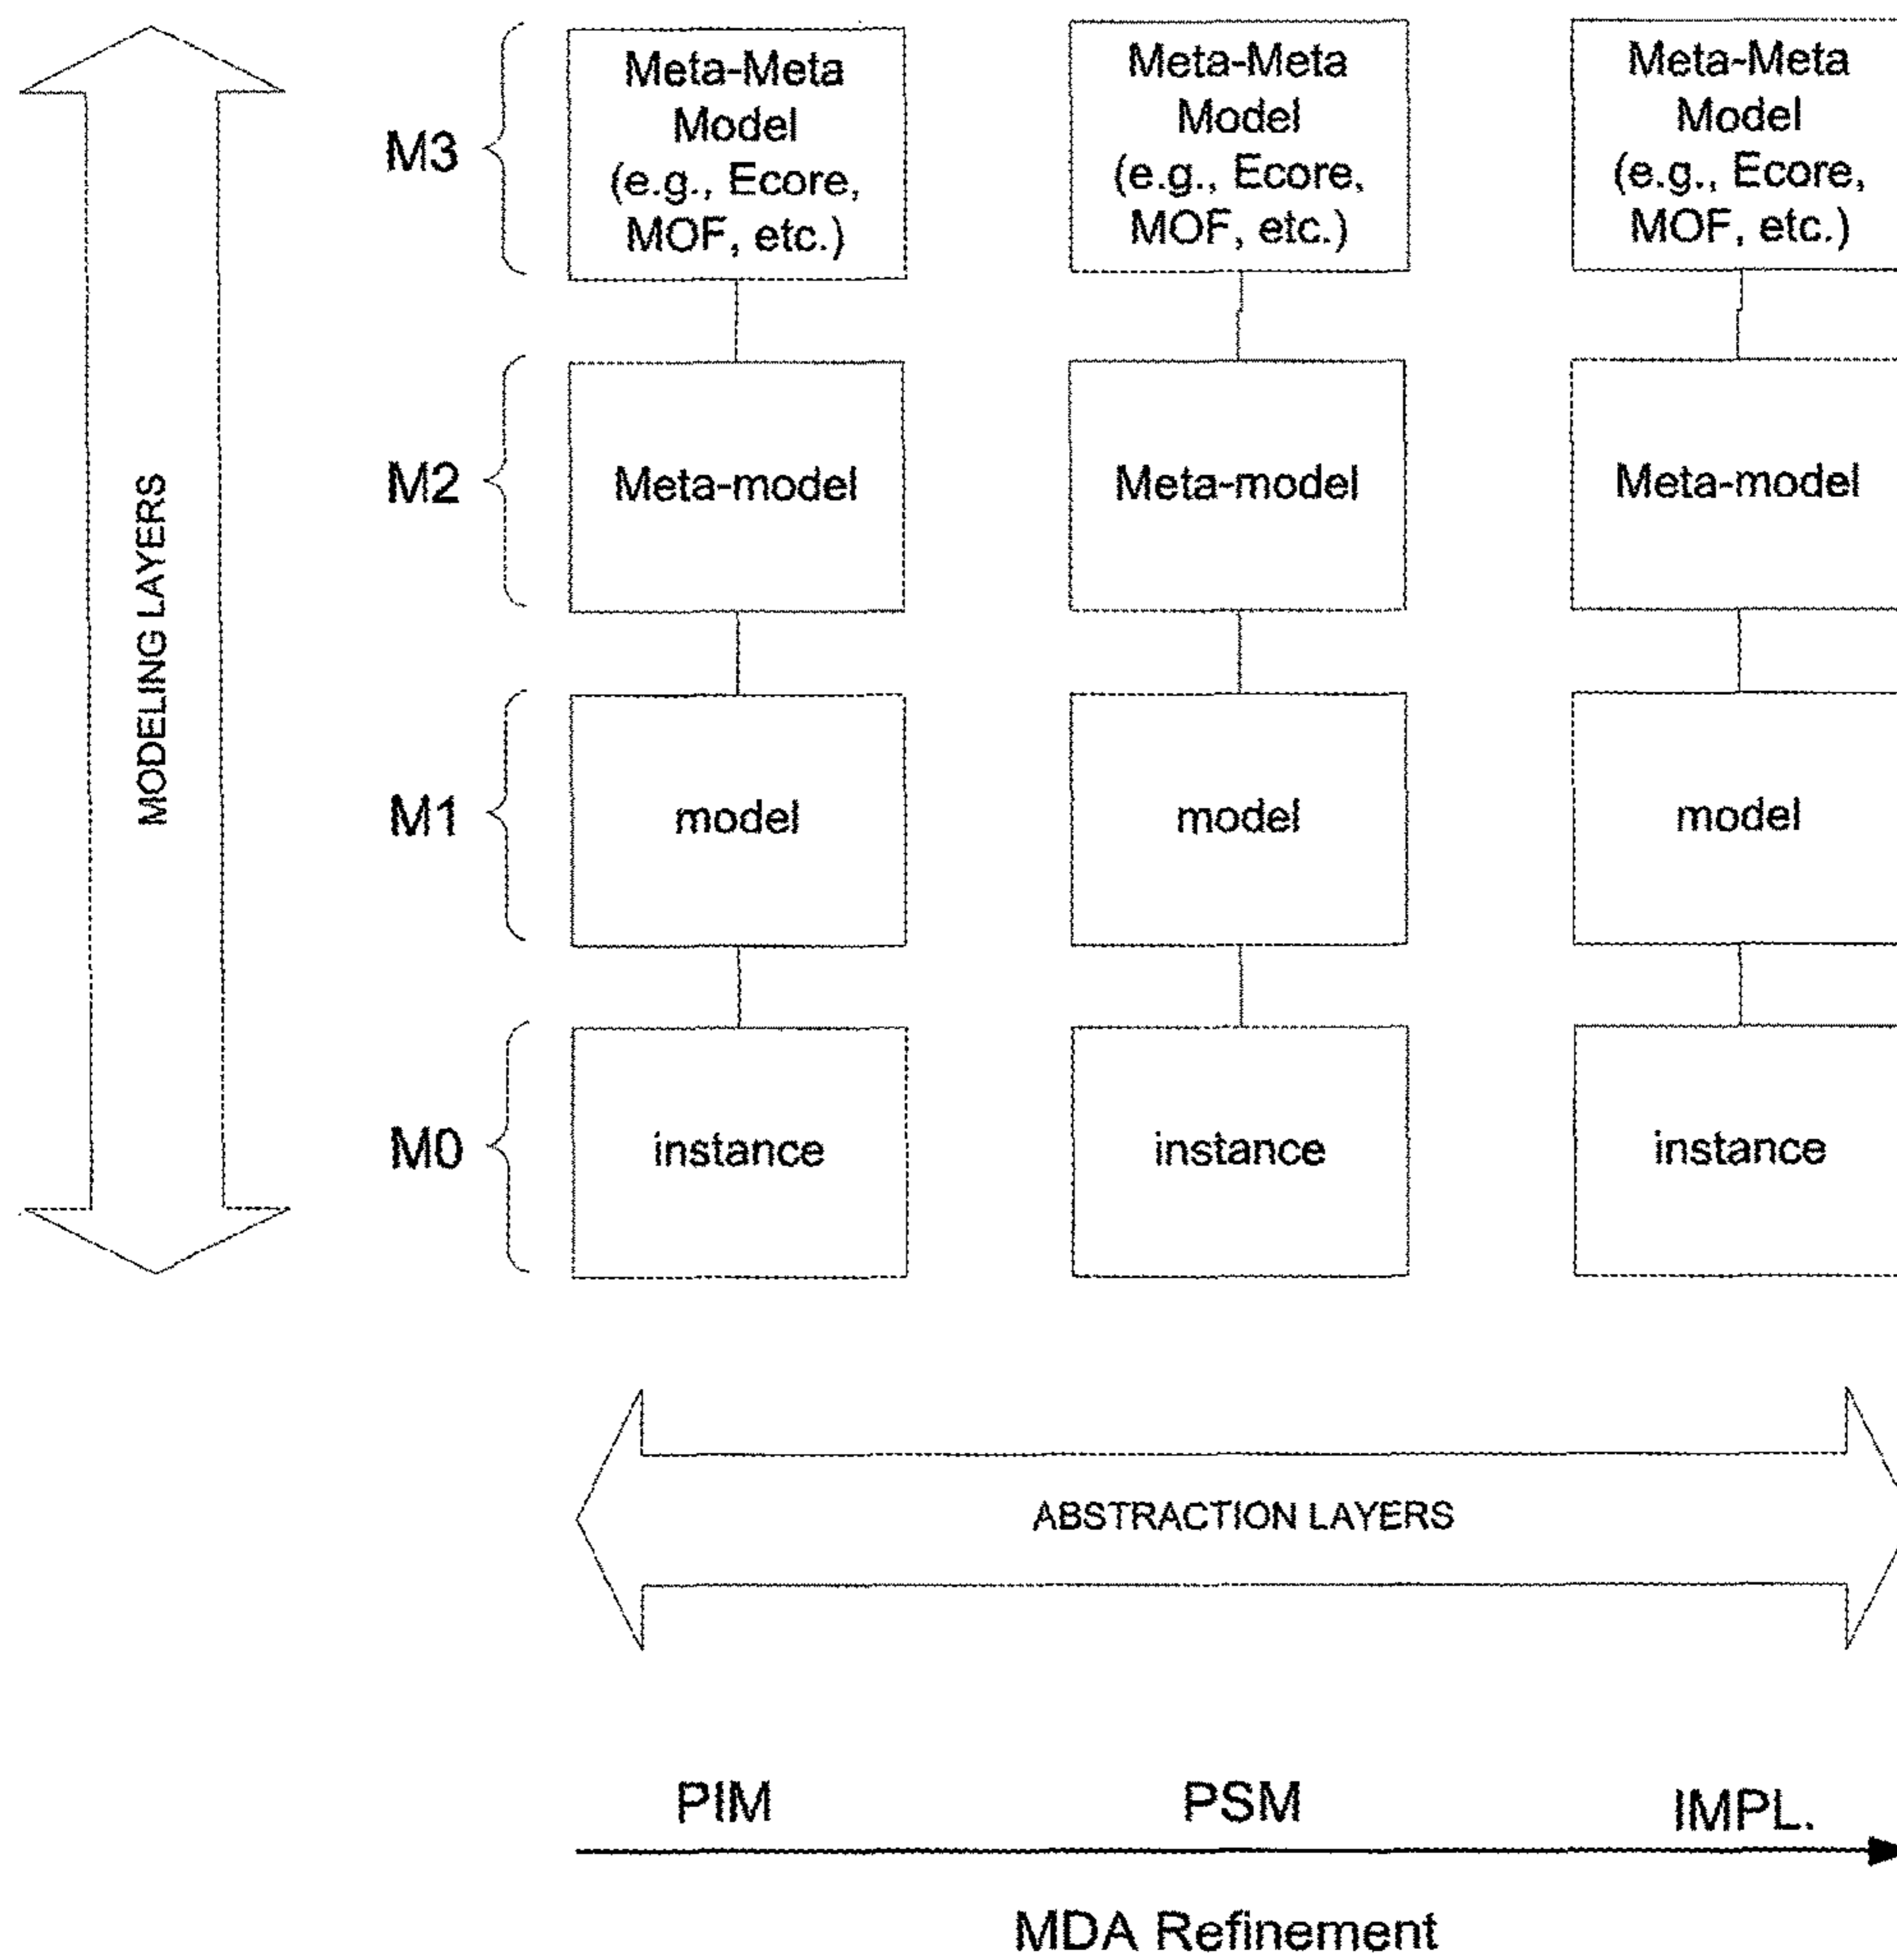 MODELING LAYERS
M3
Meta-Meta
Model
(e.g., Ecore,
MOF, etc.)
Meta-Meta
Model
(e.g., Ecore,
MOF, etc.)
Meta-Meta
Model
(e.g., Ecore,
MOF, etc.)
M2
Meta-model
Meta-model
Meta-model
M1
model
model
model
M0
instance
instance
instance
ABSTRACTION LAYERS
PIM
PSM
IMPL.
MDA Refinement